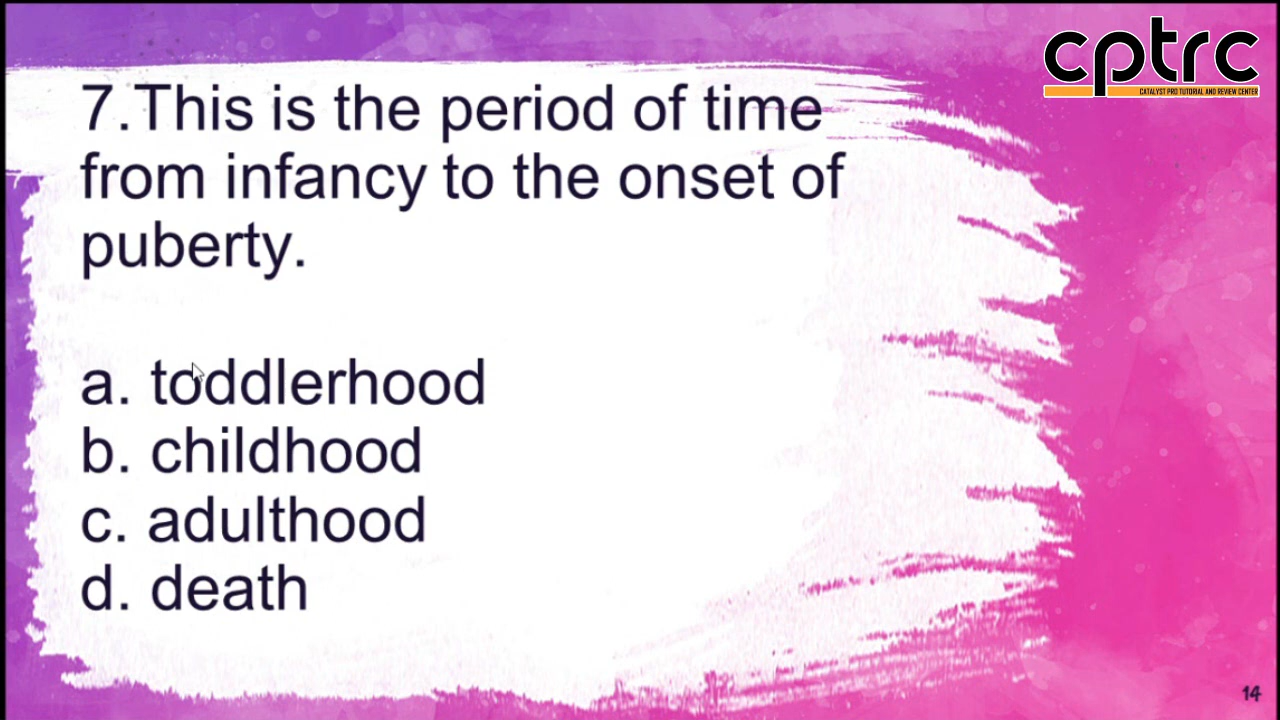 cptrc
CATALYST PRO TUTORIAL AND REVIEW CENTER
7.This is the period of time
from infancy to the onset of
puberty.
a. toddlerhood
b. childhood
c. adulthood
d. death
14